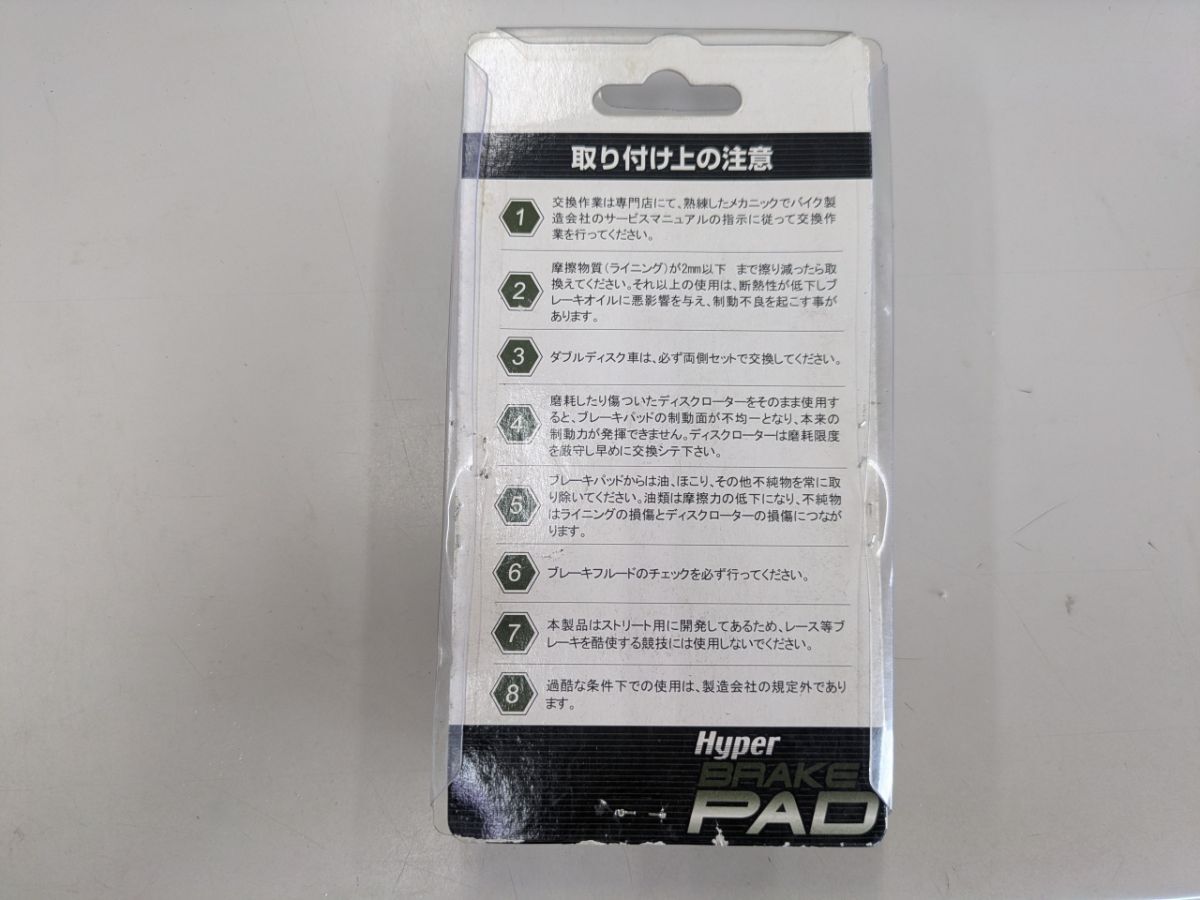 取り付け上の注意
1
交換作業は専門店にて、熟練したメカニックでバイク製
造会社のサービスマニュアルの指示に従って交換作
業を行ってください。
2
摩擦物質(ライニング)が2mm以下　まで擦り減ったら取
換えてください。それ以上の使用は、断熱性が低下しブ
レーキオイルに悪影響を与え、制動不良を起こす事が
あります。
3
ダブルディスク車は、必ず両側セットで交換してください。
4
磨耗したり傷ついたディスクローターをそのまま使用す
ると、ブレーキパッドの制動面が不均一となり、本来の
制動力が発揮できません。ディスクローターは磨耗限度
を厳守し早めに交換シテ下さい。
5
ブレーキパッドからは油、ほこり、その他不純物を常に取
り除いてください。油類は摩擦力の低下になり、不純物
はライニングの損傷とディスクローターの損傷につなが
ります。
6
ブレーキフルードのチェックを必ず行ってください。
7
本製品はストリート用に開発してあるため、レース等ブ
レーキを酷使する競技には使用しないでください。
8
過酷な条件下での使用は、製造会社の規定外であり
ます。
Hyper
BRAKE
PAD